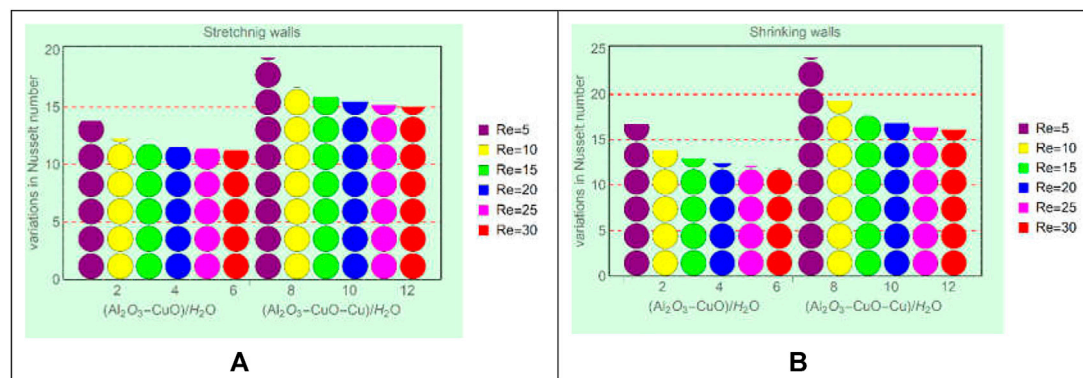 Stretchnig walls
variations in Nusselt number
20
15
10
5
0
2 4 6 8 10 12
(Al₂O₃−CuO)/H₂O (Al₂O₃−CuO−Cu)/H₂O
Re=5
Re=10
Re=15
Re=20
Re=25
Re=30
A
Shrinking walls
variations in Nusselt number
25
20
15
10
5
0
2 4 6 8 10 12
(Al₂O₃−CuO)/H₂O (Al₂O₃−CuO−Cu)/H₂O
Re=5
Re=10
Re=15
Re=20
Re=25
Re=30
B